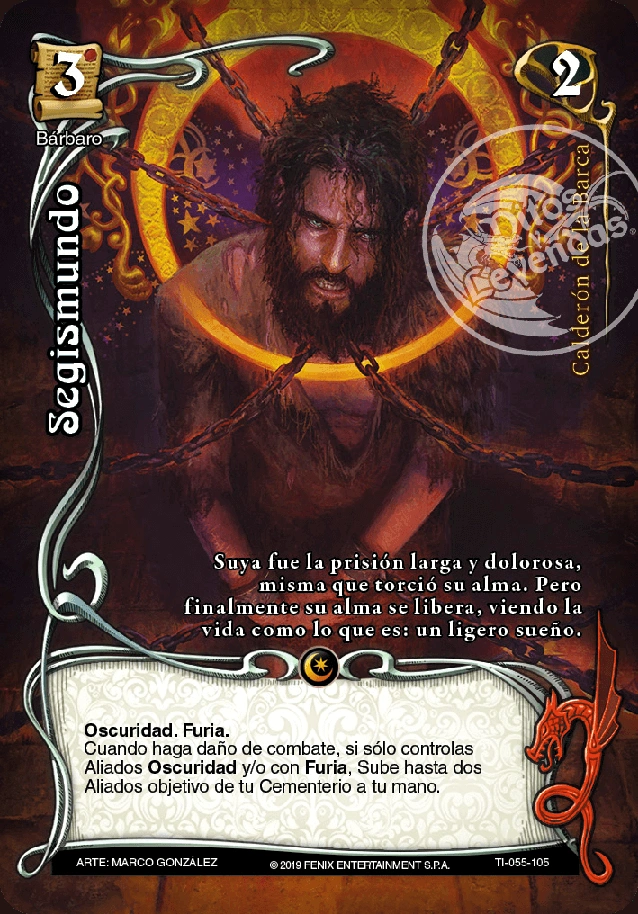 3
2
Bárbaro
Segismundo
Calderón de la Barca
Mitos
Leyendas
Suya fue la prisión larga y dolorosa,
misma que torció su alma. Pero
finalmente su alma se libera, viendo la
vida como lo que es: un ligero sueño.
Oscuridad. Furia.
Cuando haga daño de combate, si sólo controlas
Aliados Oscuridad y/o con Furia, Sube hasta dos
Aliados objetivo de tu Cementerio a tu mano.
ARTE: MARCO GONZALEZ
© 2019 FENIX ENTERTAINMENT S.P.A.
TI-055-105